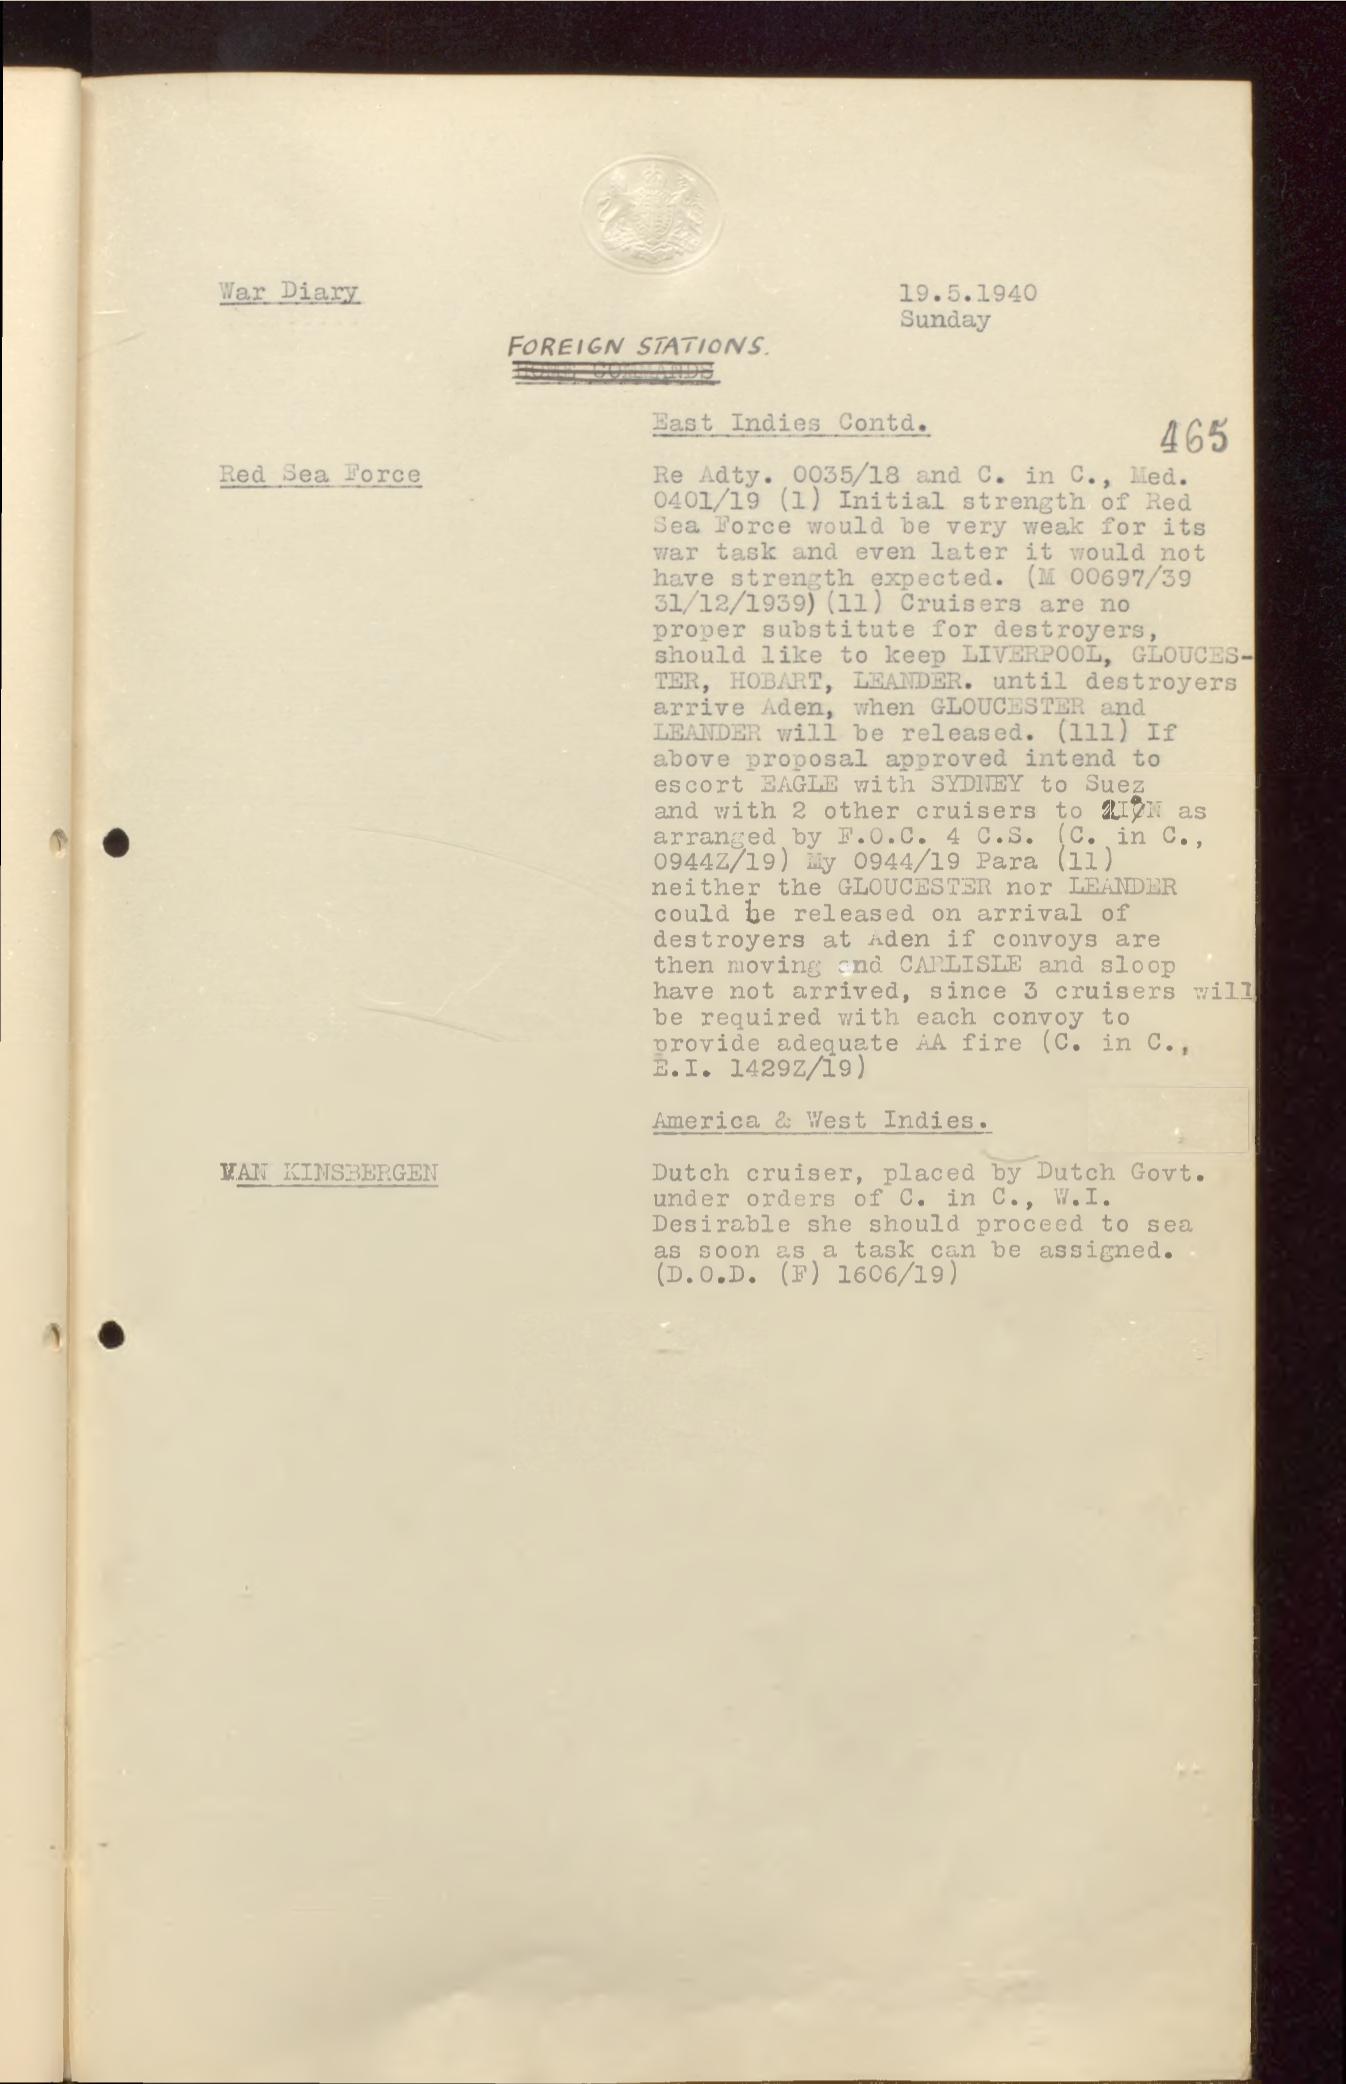 War Diary
19.5.1940
Sunday
FOREIGN STATIONS.
HOME COMMANDS
East Indies Contd.
465
Red Sea Force
Re Adty. 0035/18 and C. in C., Med.
0401/19 (1) Initial strength of Red
Sea Force would be very weak for its
war task and even later it would not
have strength expected. (M 00697/39
31/12/1939) (11) Cruisers are no
proper substitute for destroyers,
should like to keep LIVERPOOL, GLOUCES-
TER, HOBART, LEANDER. until destroyers
arrive Aden, when GLOUCESTER and
LEANDER will be released. (111) If
above proposal approved intend to
escort EAGLE with SYDNEY to Suez
and with 2 other cruisers to as
arranged by F.O.C. 4 C.S. (C. in C.,
0944Z/19) My 0944/19 Para (11)
neither the GLOUCESTER nor LEANDER
could be released on arrival of
destroyers at Aden if convoys are
then moving and CARLISLE and sloop
have not arrived, since 3 cruisers will
be required with each convoy to
provide adequate AA fire (C. in C.,
E.I. 1429Z/19)
America & West Indies.
VAN KINSBERGEN
Dutch cruiser, placed by Dutch Govt.
under orders of C. in C., W.I.
Desirable she should proceed to sea
as soon as a task can be assigned.
(D.O.D. (F) 1606/19)